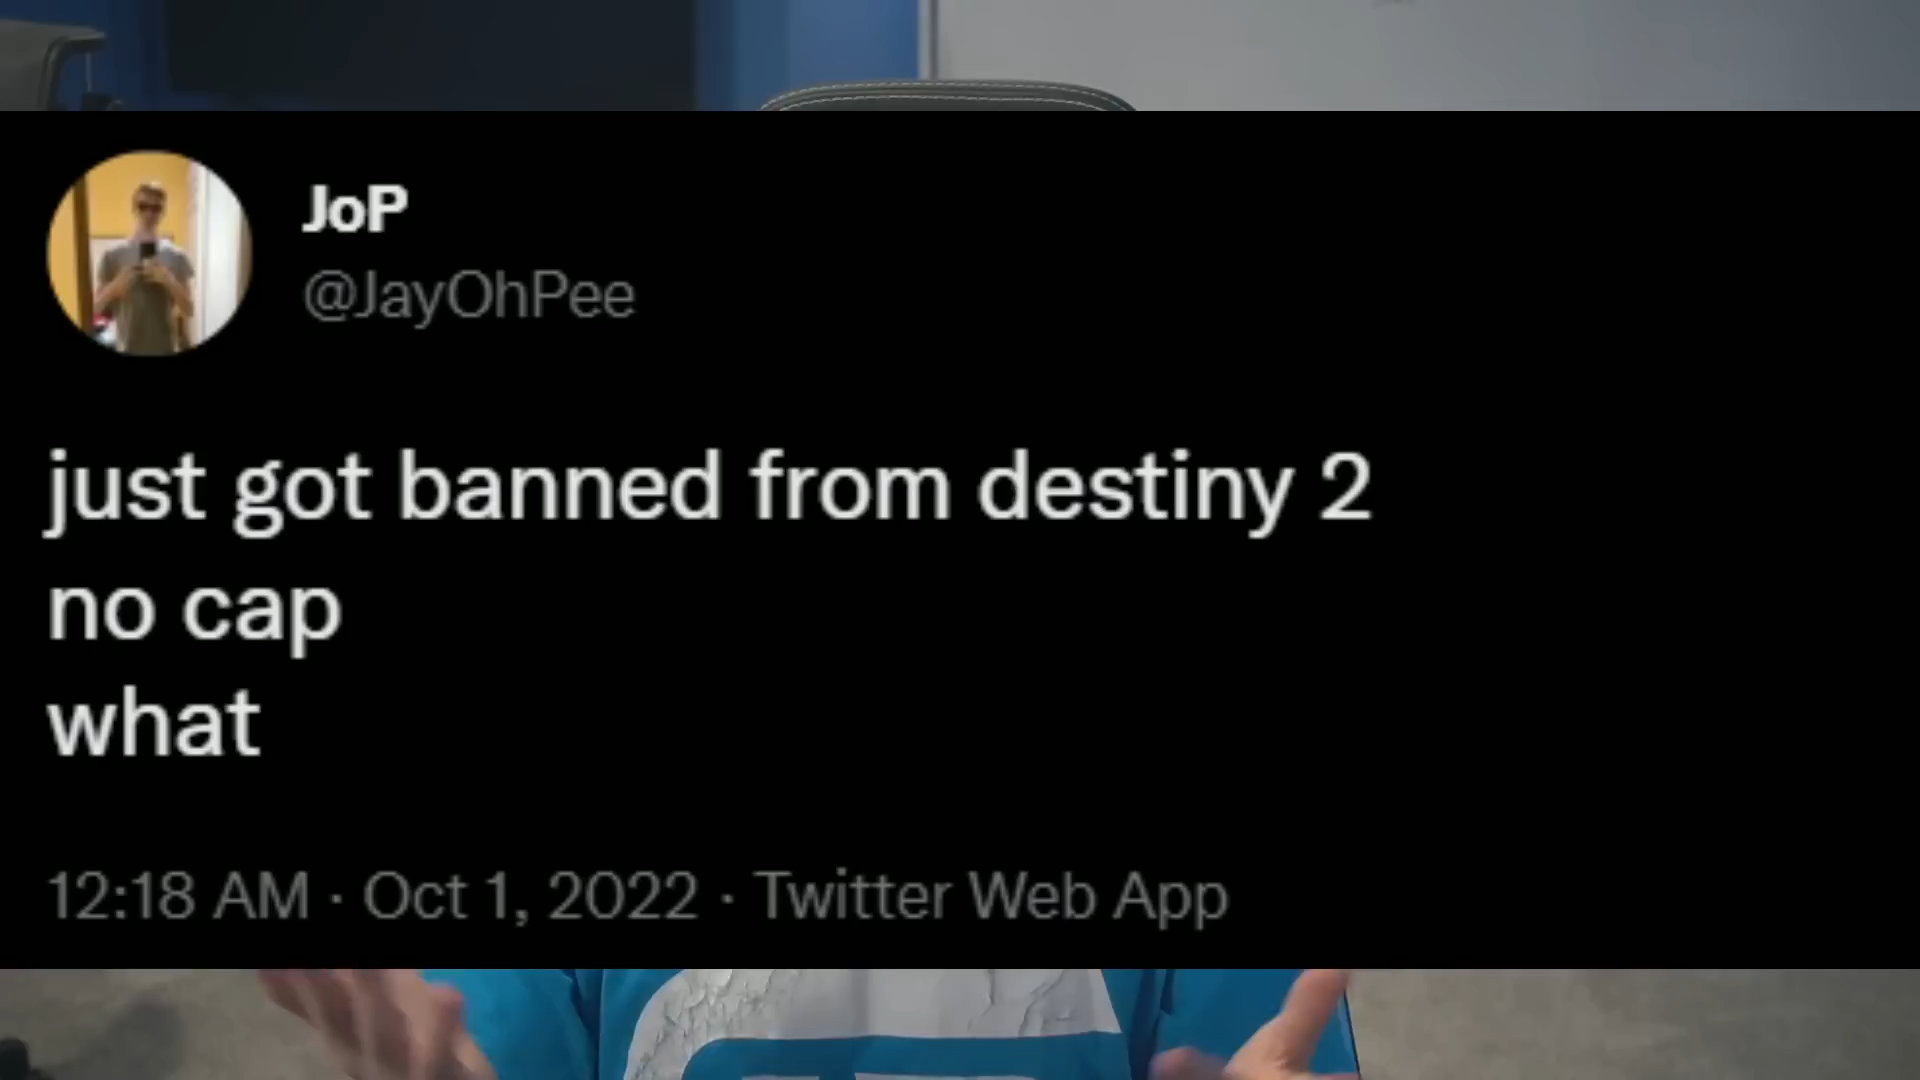 JoP
@JayOhPee
just got banned from destiny 2
no cap
what
12:18 AM · Oct 1, 2022 · Twitter Web App